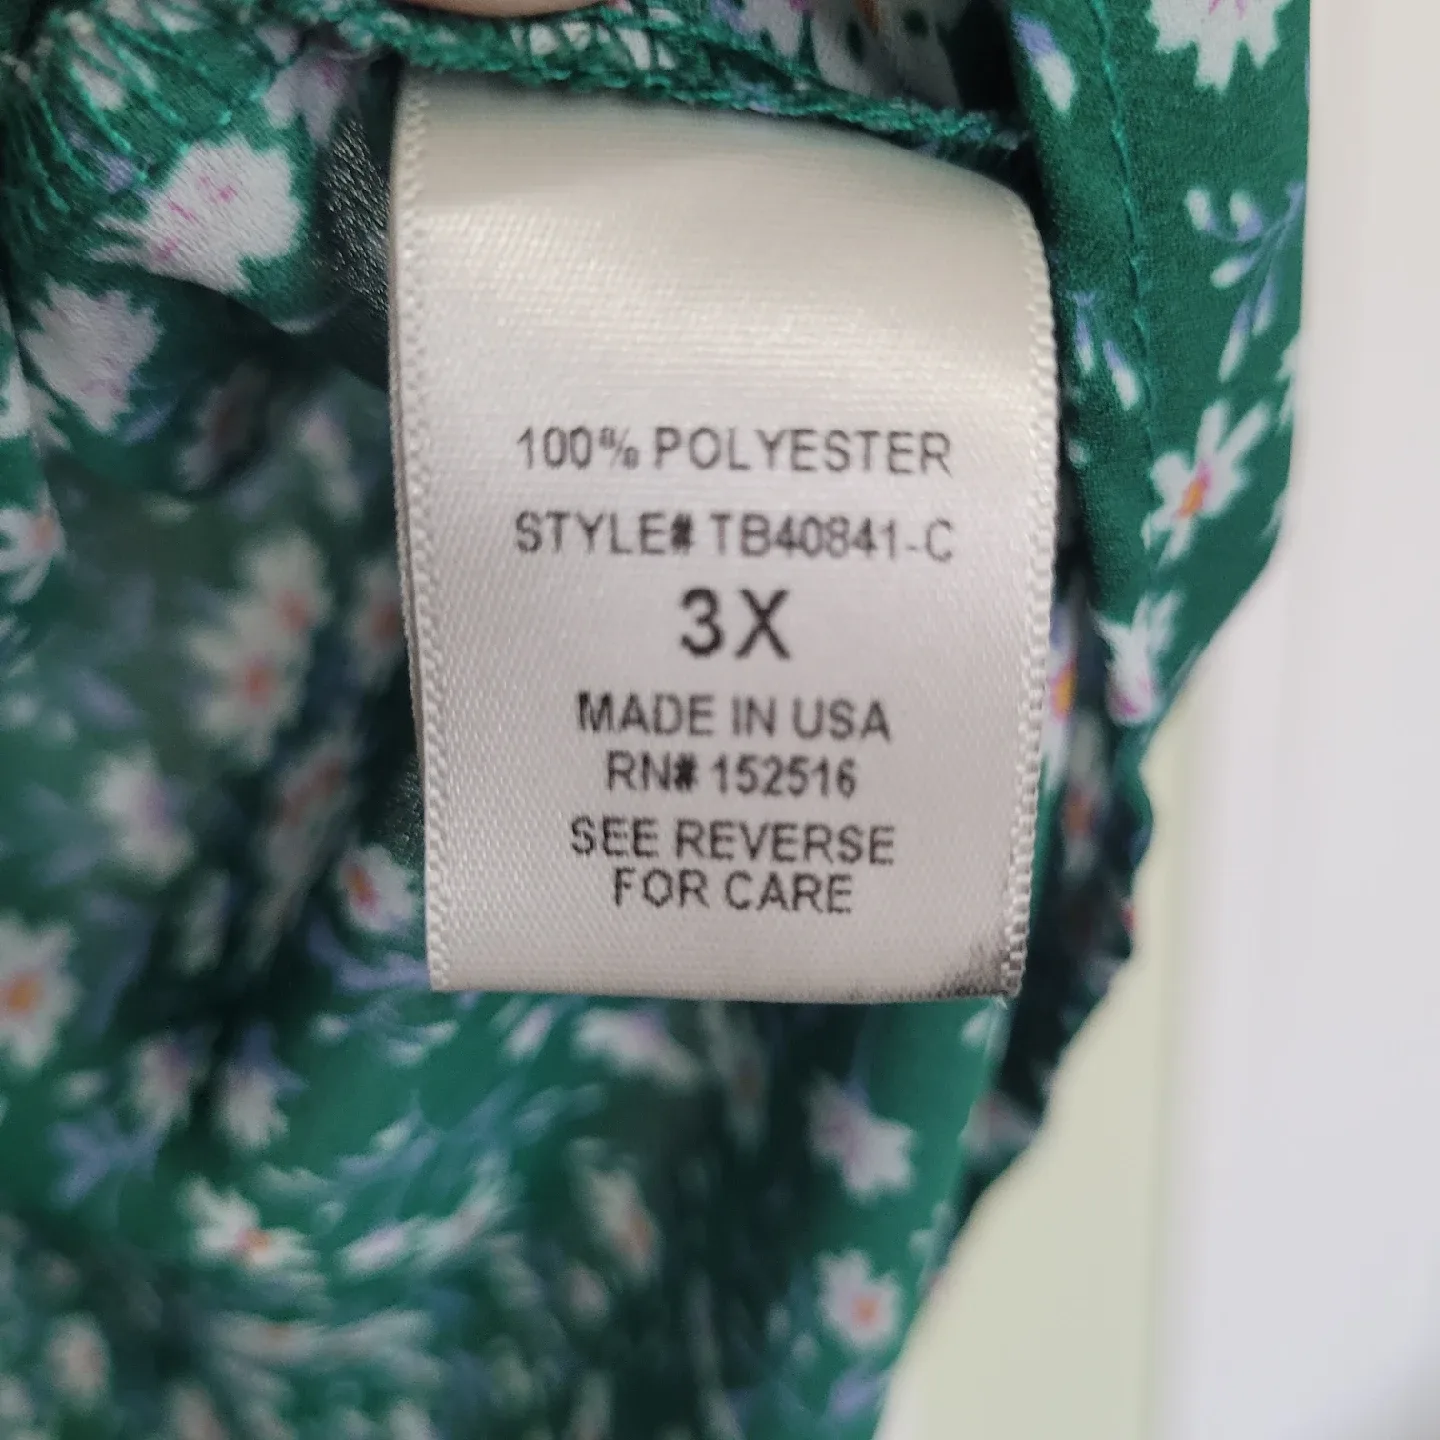 100% POLYESTER
STYLE# TB40841-C
3X
MADE IN USA
RN# 152516
SEE REVERSE
FOR CARE